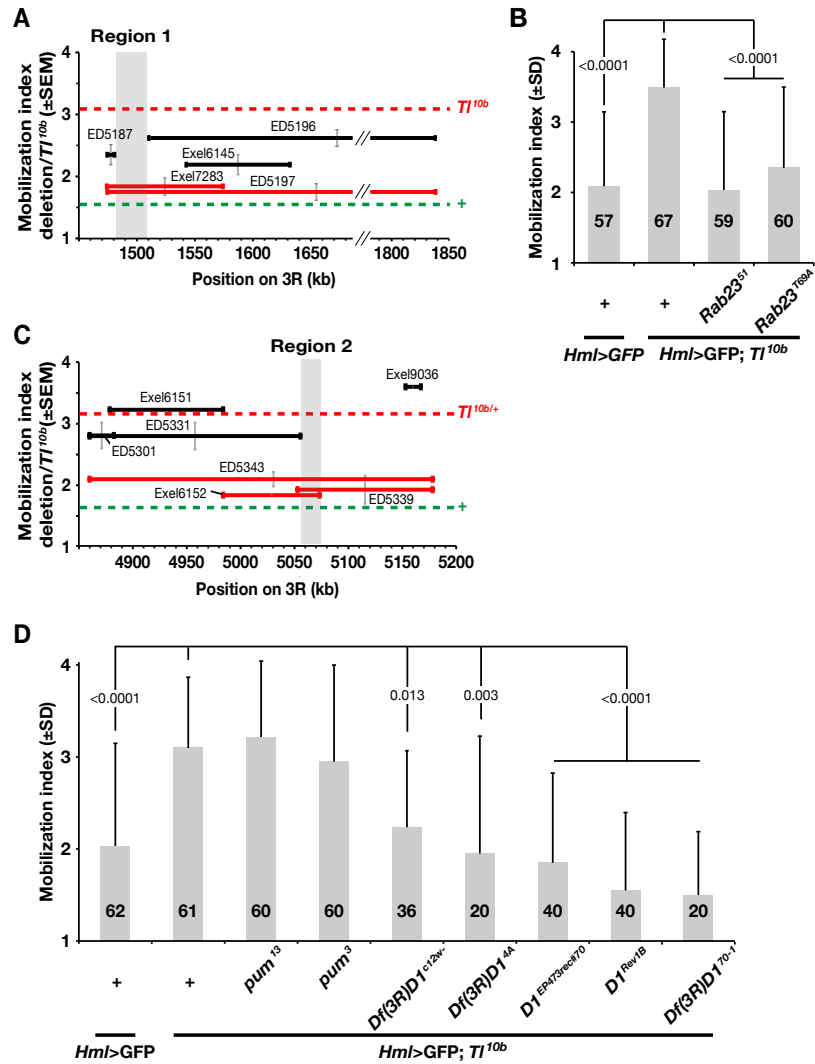 A
Region 1
Mobilization index
deletion/Tl10b (±SEM)
4
3
2
1
Tl10b
ED5187
ED5196
Exel6145
Exel7283
ED5197
+
1500
1550
1600
1650
1800
1850
Position on 3R (kb)
B
Mobilization index (±SD)
4
3
2
1
<0.0001
<0.0001
57
67
59
60
+
+
Rab2351
Rab23T69A
Hml>GFP
Hml>GFP; Tl10b
C
Region 2
Mobilization index
deletion/Tl10b(±SEM)
4
3
2
1
Exel9036
Exel6151
Tl10b/+
ED5331
ED5301
ED5343
Exel6152
ED5339
+
4900
4950
5000
5050
5100
5150
5200
Position on 3R (kb)
D
Mobilization index (±SD)
4
3
2
1
<0.0001
0.013
0.003
<0.0001
62
61
60
60
36
20
40
40
20
+
+
pum13
pum3
Df(3R)D1c12w-
Df(3R)D14A
D1EP473rec#70
D1Rev1B
Df(3R)D170-1
Hml>GFP
Hml>GFP; Tl10b